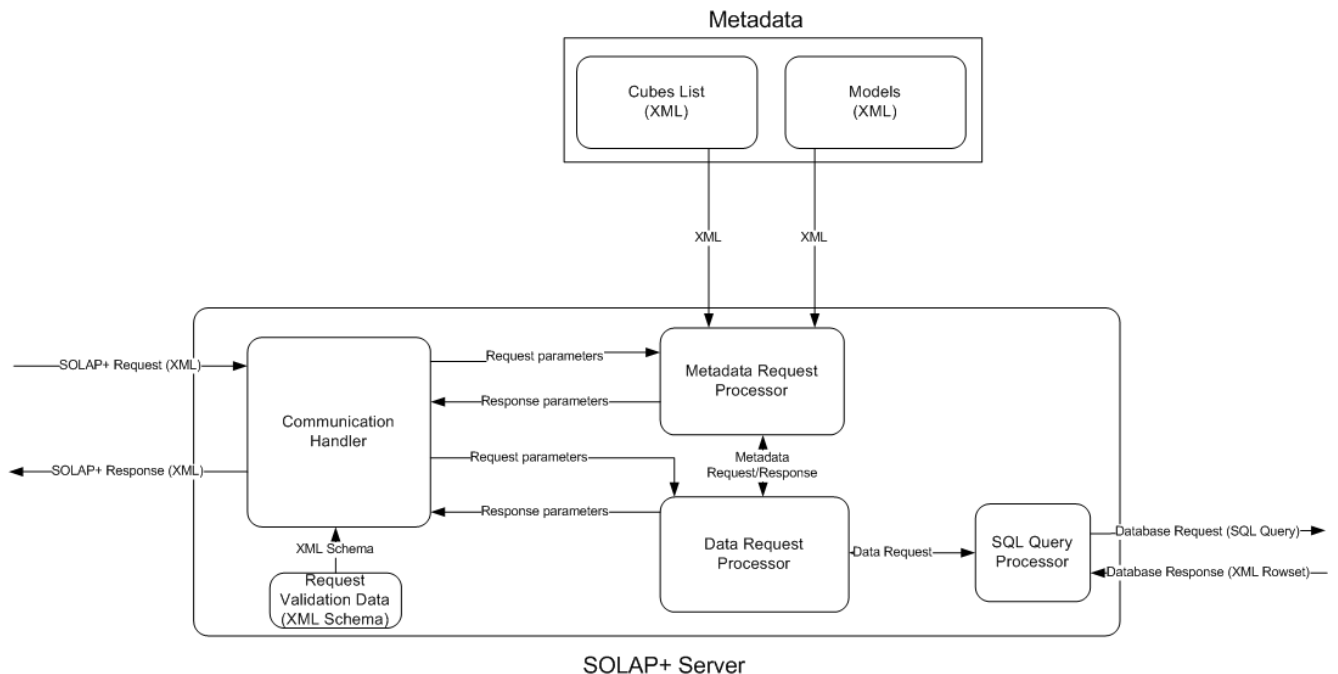 Metadata
Cubes List
(XML)
Models
(XML)
XML
XML
SOLAP+ Request (XML)
Request parameters
Metadata Request
Processor
Response parameters
Communication
Handler
SOLAP+ Response (XML)
Request parameters
Metadata
Request/Response
Response parameters
Data Request
Processor
Data Request
SQL Query
Processor
Database Request (SQL Query)
Database Response (XML Rowset)
XML Schema
Request
Validation Data
(XML Schema)
SOLAP+ Server